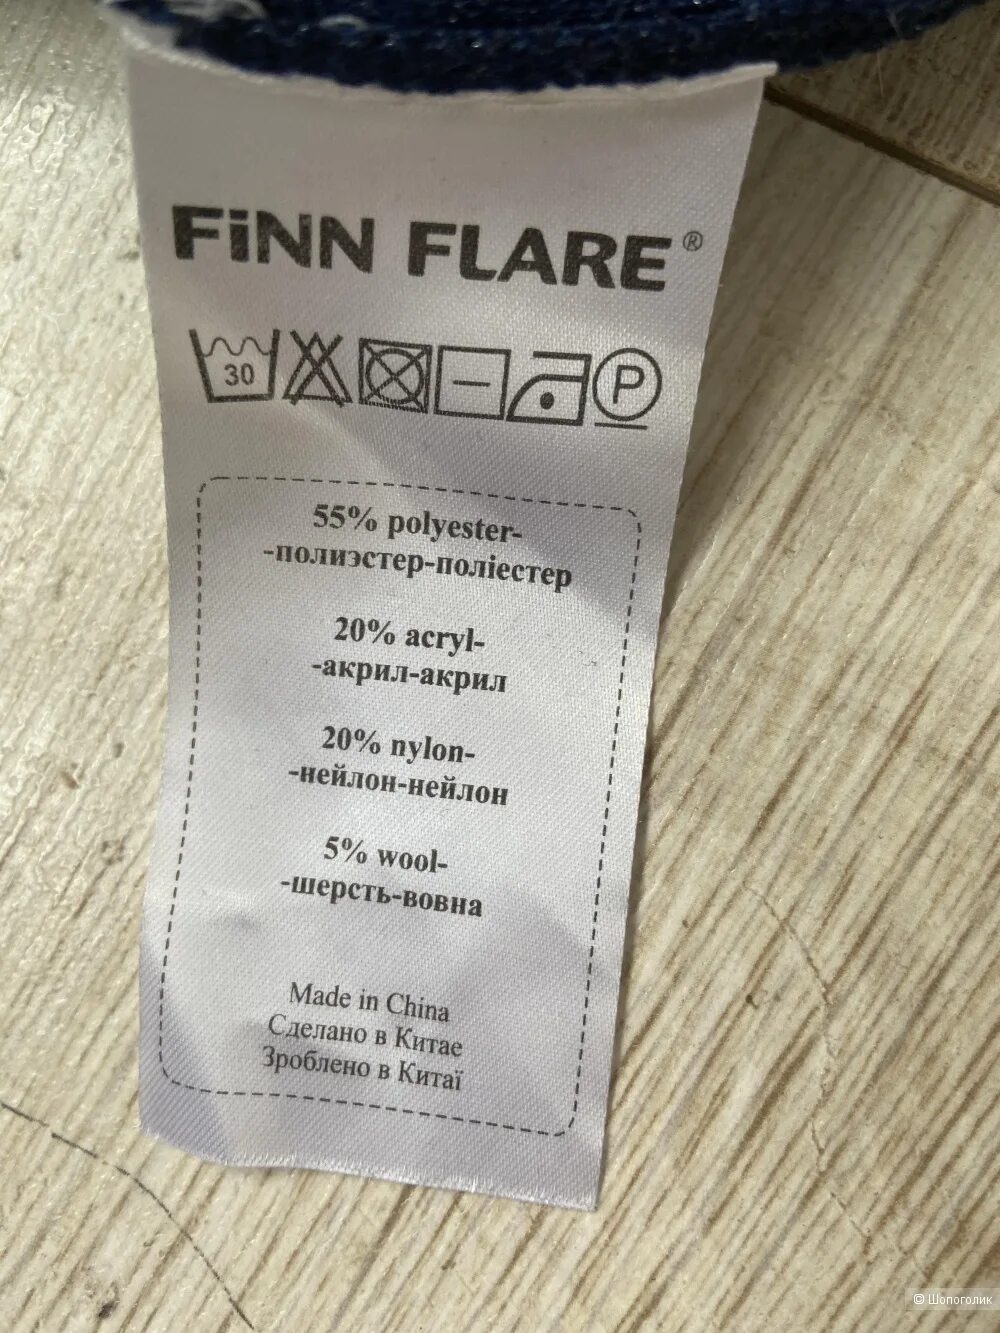 FiNN FLARE®
30 P
55% polyester-
-полиэстер-поліестер
20% acryl-
-акрил-акрил
20% nylon-
-нейлон-нейлон
5% wool-
-шерсть-вовна
Made in China
Сделано в Китае
Зроблено в Китаї
© Шопоголик